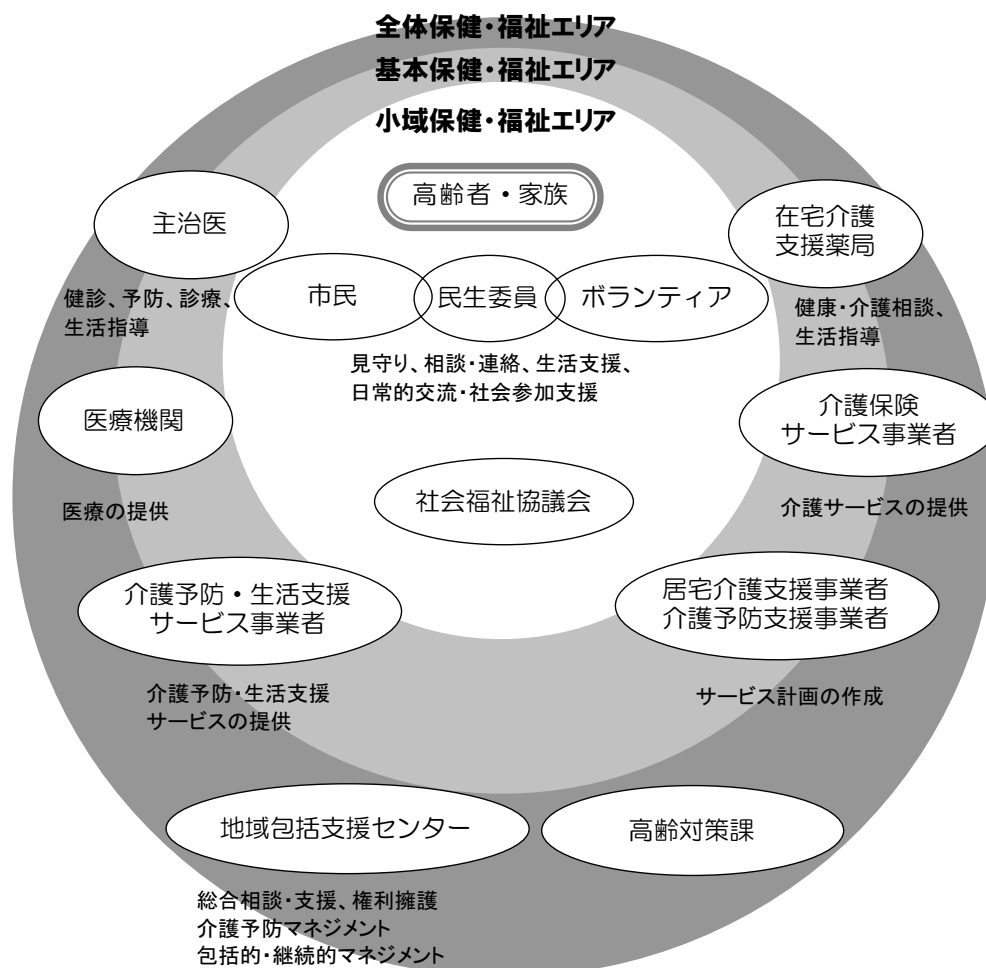 全体保健・福祉エリア
基本保健・福祉エリア
小域保健・福祉エリア
高齢者・家族
主治医
健診、予防、診療、
生活指導
在宅介護
支援薬局
健康・介護相談、
生活指導
市民
民生委員
ボランティア
見守り、相談・連絡、生活支援、
日常的交流・社会参加支援
医療機関
医療の提供
介護保険
サービス事業者
介護サービスの提供
社会福祉協議会
介護予防・生活支援
サービス事業者
介護予防・生活支援
サービスの提供
居宅介護支援事業者
介護予防支援事業者
サービス計画の作成
地域包括支援センター
総合相談・支援、権利擁護
介護予防マネジメント
包括的・継続的マネジメント
高齢対策課